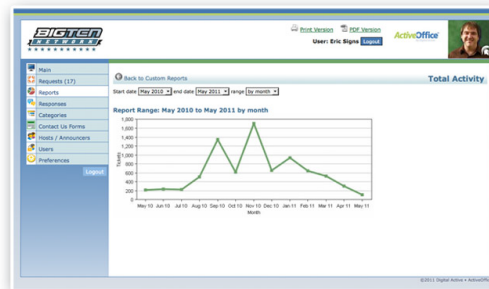 BIGTEN
NETWORK
Print Version PDF Version
User: Eric Signs Logout
ActiveOffice
Main
Requests (17)
Reports
Responses
Categories
Contact Us Forms
Hosts / Announcers
Users
Preferences
Logout
Back to Custom Reports
Total Activity
Start date May 2010 end date May 2011 range by month
Report Range: May 2010 to May 2011 by month
1,800
1,600
1,400
1,200
1,000
800
600
400
200
0
Tickets
May 10 Jun 10 Jul 10 Aug 10 Sep 10 Oct 10 Nov 10 Dec 10 Jan 11 Feb 11 Mar 11 Apr 11 May 11
Month
©2011 Digital Active • ActiveOffic